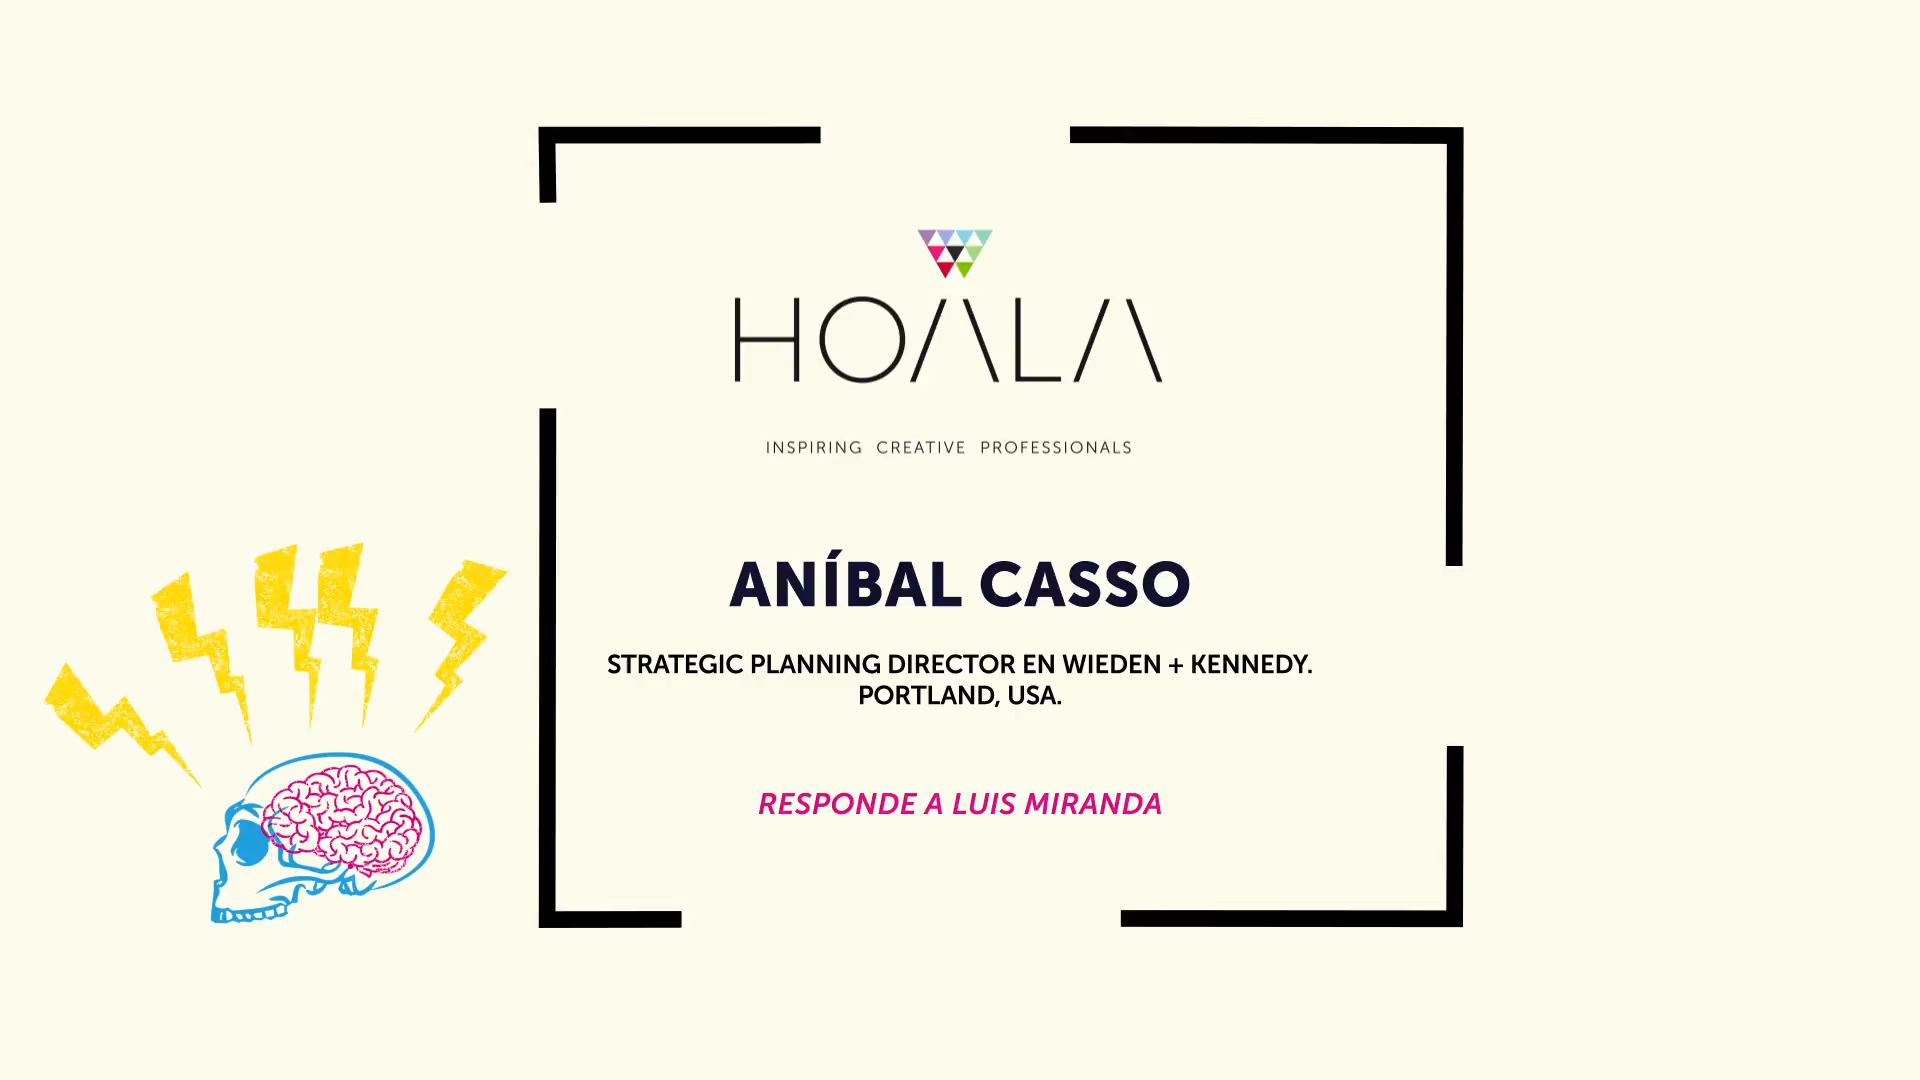 HOALA
INSPIRING CREATIVE PROFESSIONALS
ANÍBAL CASSO
STRATEGIC PLANNING DIRECTOR EN WIEDEN + KENNEDY.
PORTLAND, USA.
RESPONDE A LUIS MIRANDA